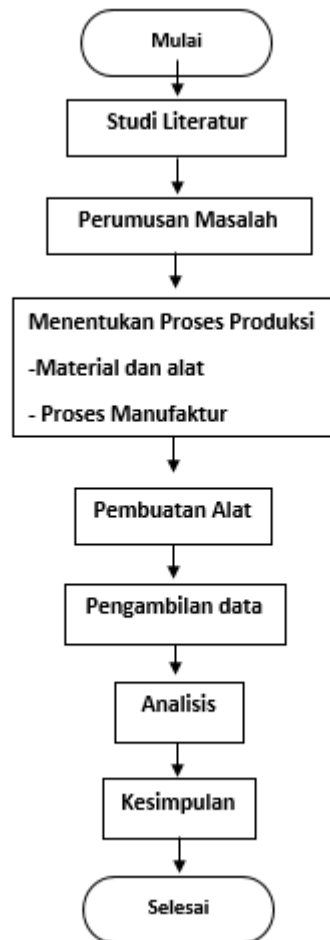 Mulai
Studi Literatur
Perumusan Masalah
Menentukan Proses Produksi
-Material dan alat
- Proses Manufaktur
Pembuatan Alat
Pengambilan data
Analisis
Kesimpulan
Selesai